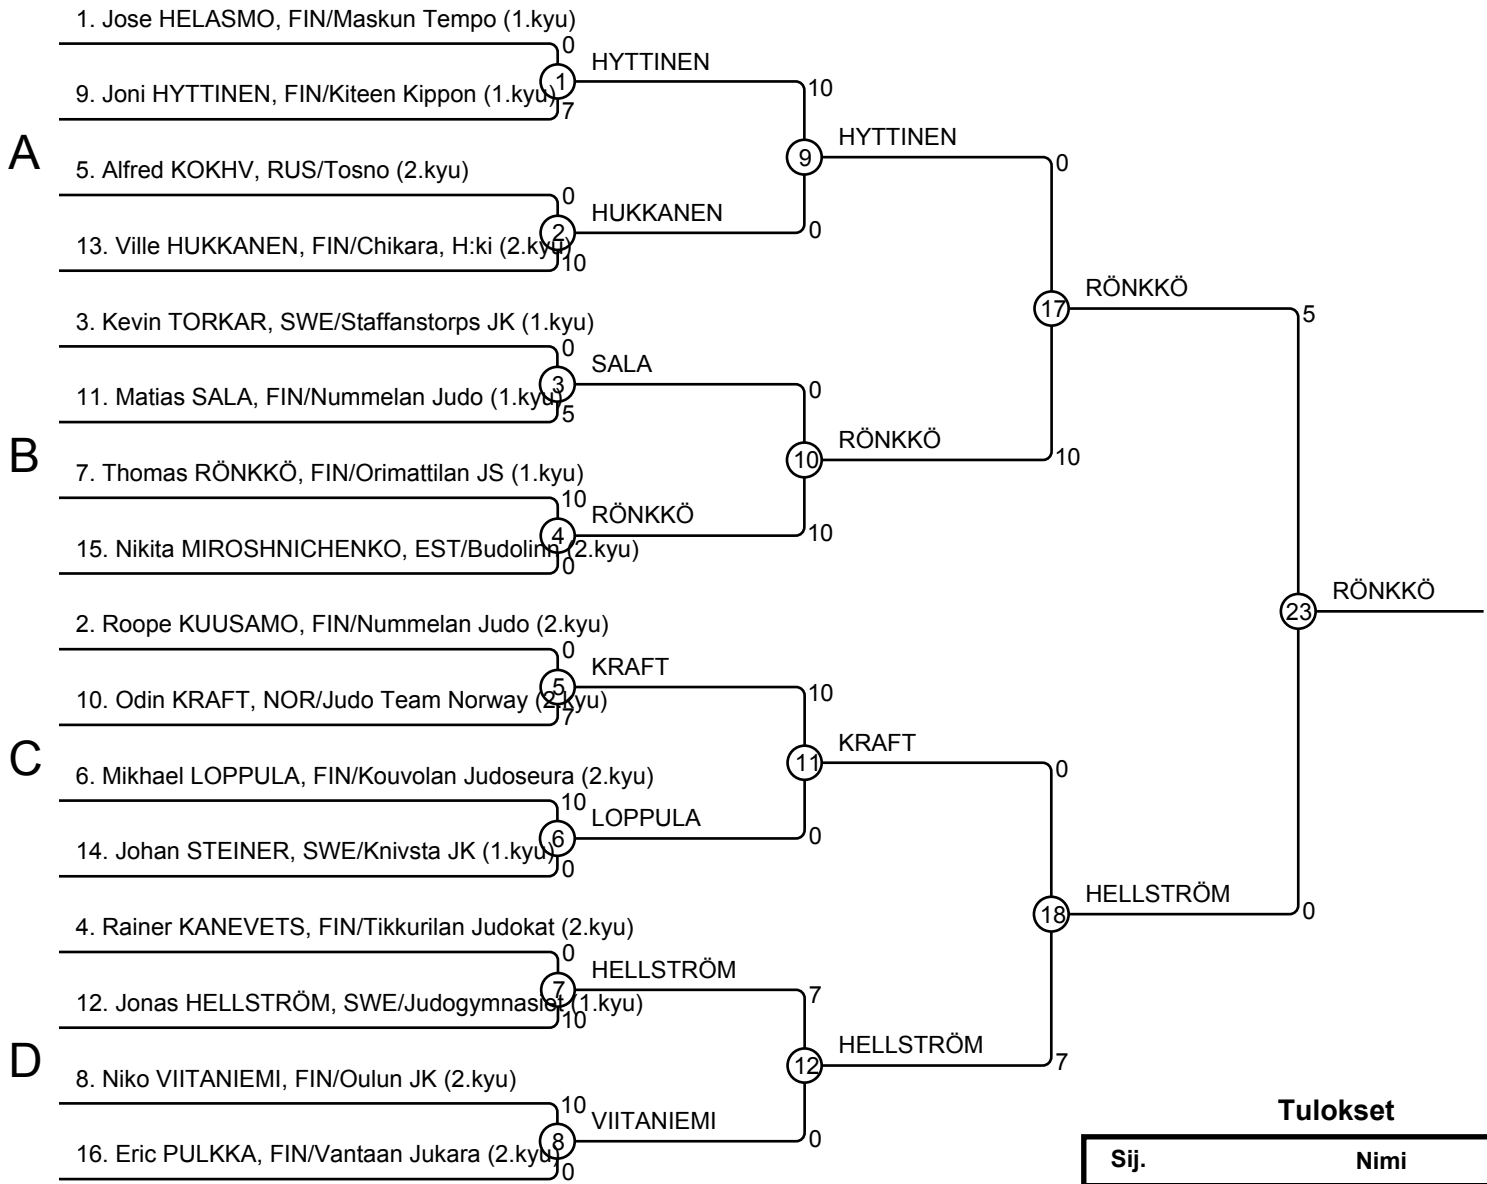 1. Jose HELASMO, FIN/Maskun Tempo (1.kyu)
0
HYTTINEN
1
10
9. Joni HYTTINEN, FIN/Kiteen Kippon (1.kyu)
7
A
HYTTINEN
9
0
5. Alfred KOKHV, RUS/Tosno (2.kyu)
0
HUKKANEN
2
0
13. Ville HUKKANEN, FIN/Chikara, H:ki (2.kyu)
10
RÖNKKÖ
17
5
3. Kevin TORKAR, SWE/Staffanstorps JK (1.kyu)
0
SALA
3
0
11. Matias SALA, FIN/Nummelan Judo (1.kyu)
5
B
RÖNKKÖ
10
10
7. Thomas RÖNKKÖ, FIN/Orimattilan JS (1.kyu)
10
RÖNKKÖ
4
10
15. Nikita MIROSHNICHENKO, EST/Budolinn (2.kyu)
0
RÖNKKÖ
23
2. Roope KUUSAMO, FIN/Nummelan Judo (2.kyu)
0
KRAFT
5
10
10. Odin KRAFT, NOR/Judo Team Norway (2.kyu)
7
C
KRAFT
11
0
6. Mikhael LOPPULA, FIN/Kouvolan Judoseura (2.kyu)
10
LOPPULA
6
0
14. Johan STEINER, SWE/Knivsta JK (1.kyu)
0
HELLSTRÖM
18
0
4. Rainer KANEVETS, FIN/Tikkurilan Judokat (2.kyu)
0
HELLSTRÖM
7
7
12. Jonas HELLSTRÖM, SWE/Judogymnasiet (1.kyu)
10
D
HELLSTRÖM
12
7
8. Niko VIITANIEMI, FIN/Oulun JK (2.kyu)
10
VIITANIEMI
8
0
16. Eric PULKKA, FIN/Vantaan Jukara (2.kyu)
0
Tulokset
Sij. Nimi